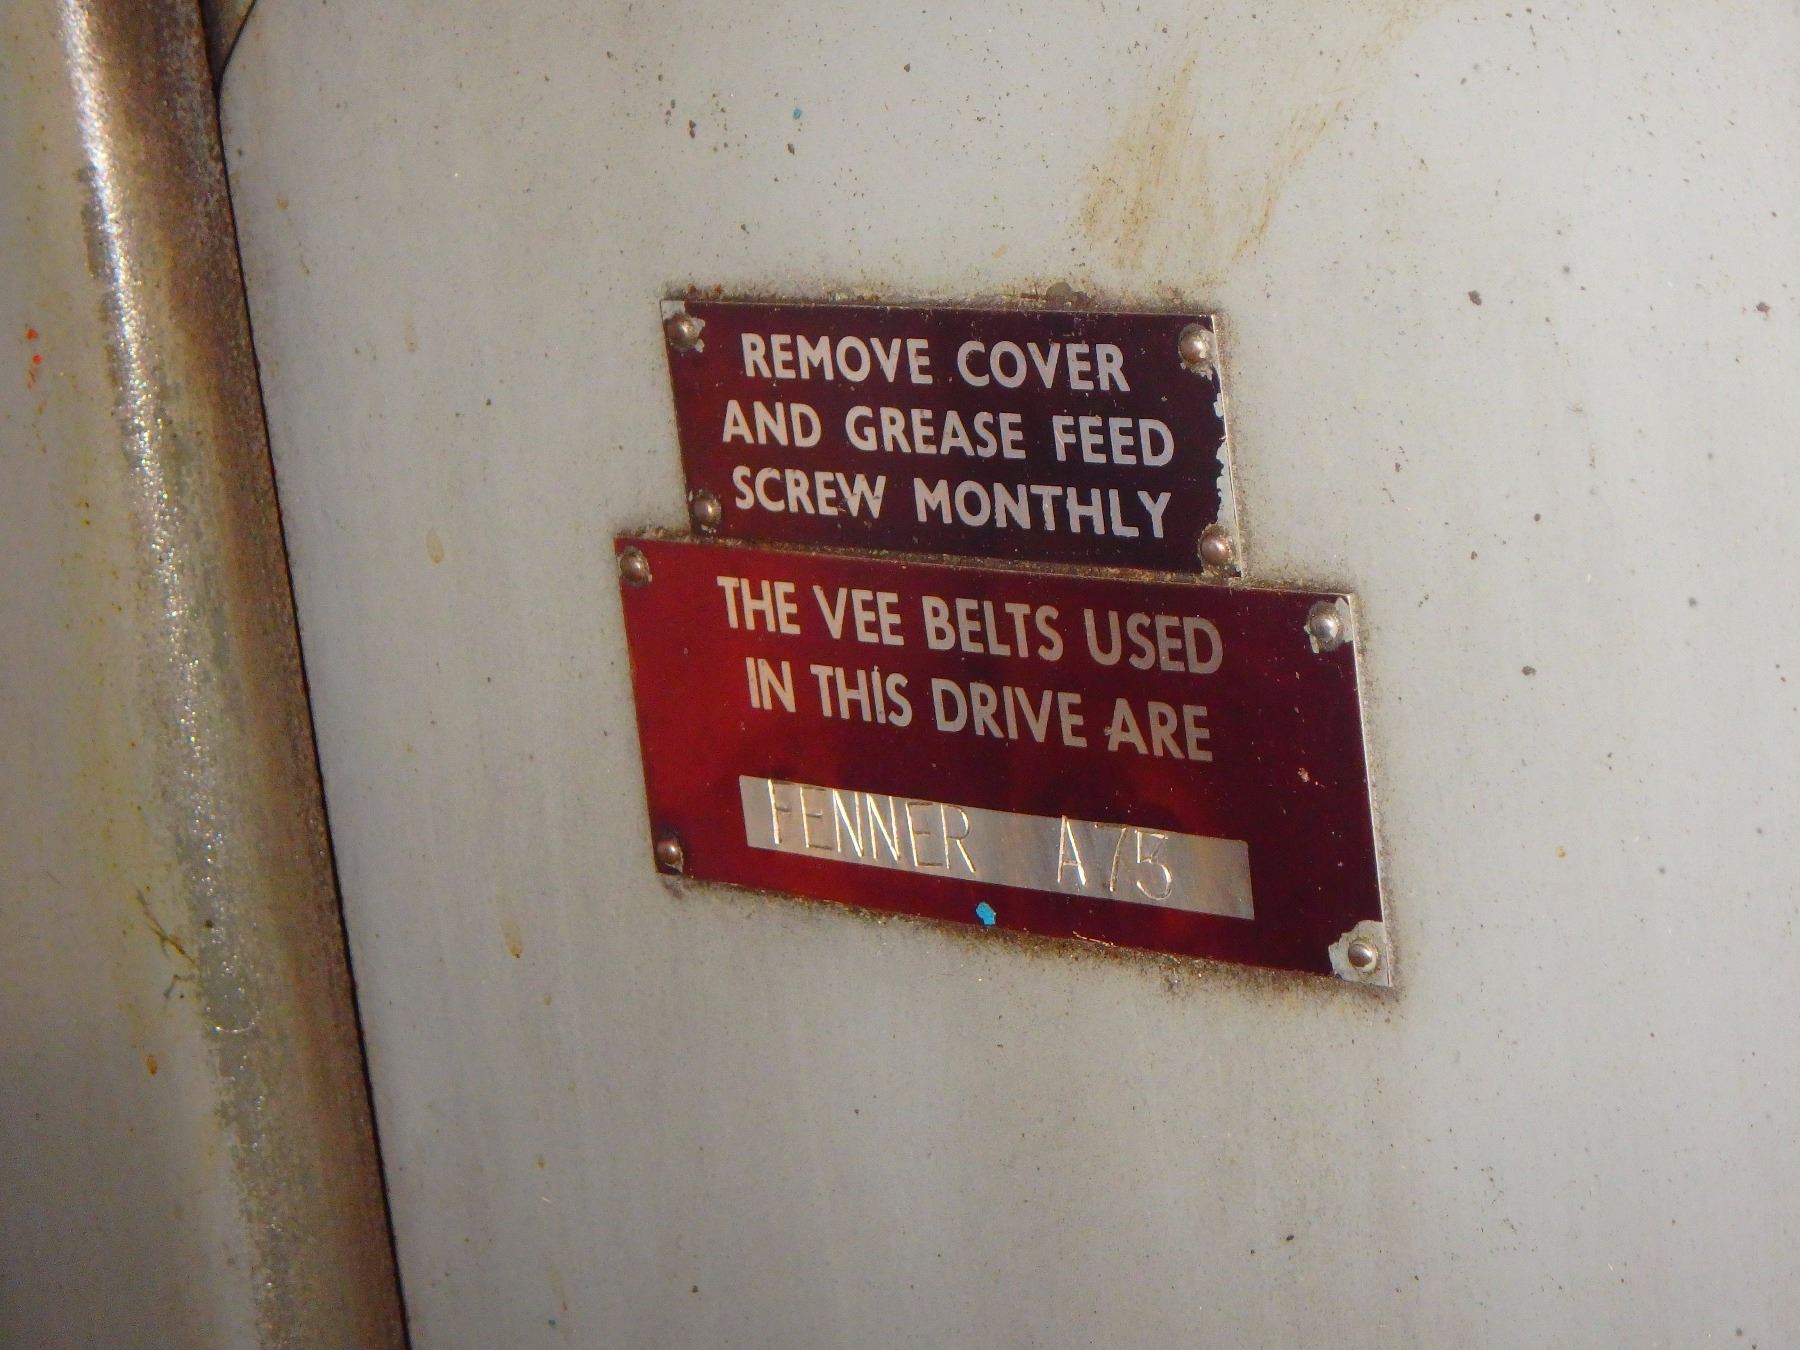 REMOVE COVER
AND GREASE FEED
SCREW MONTHLY
THE VEE BELTS USED
IN THIS DRIVE ARE
FENNER A75